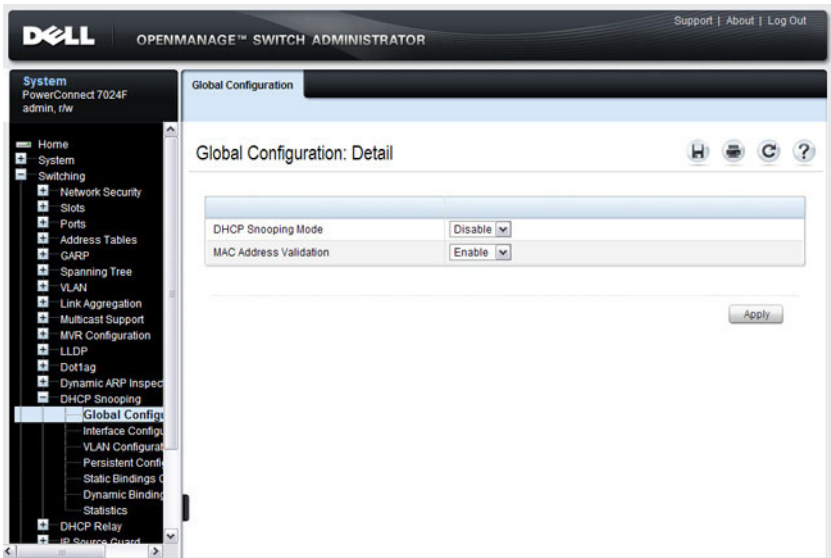 Support | About | Log Out
DELL
OPENMANAGE™ SWITCH ADMINISTRATOR
System
PowerConnect 7024F
admin, r/w
Global Configuration
Home
System
Switching
Network Security
Slots
Ports
Address Tables
GARP
Spanning Tree
VLAN
Link Aggregation
Multicast Support
MVR Configuration
LLDP
Dot1ag
Dynamic ARP Inspec
DHCP Snooping
Global Configu
Interface Configu
VLAN Configurat
Persistent Confi
Static Bindings C
Dynamic Binding
Statistics
DHCP Relay
IP Source Guard
Global Configuration: Detail
?
DHCP Snooping Mode Disable
MAC Address Validation Enable
Apply